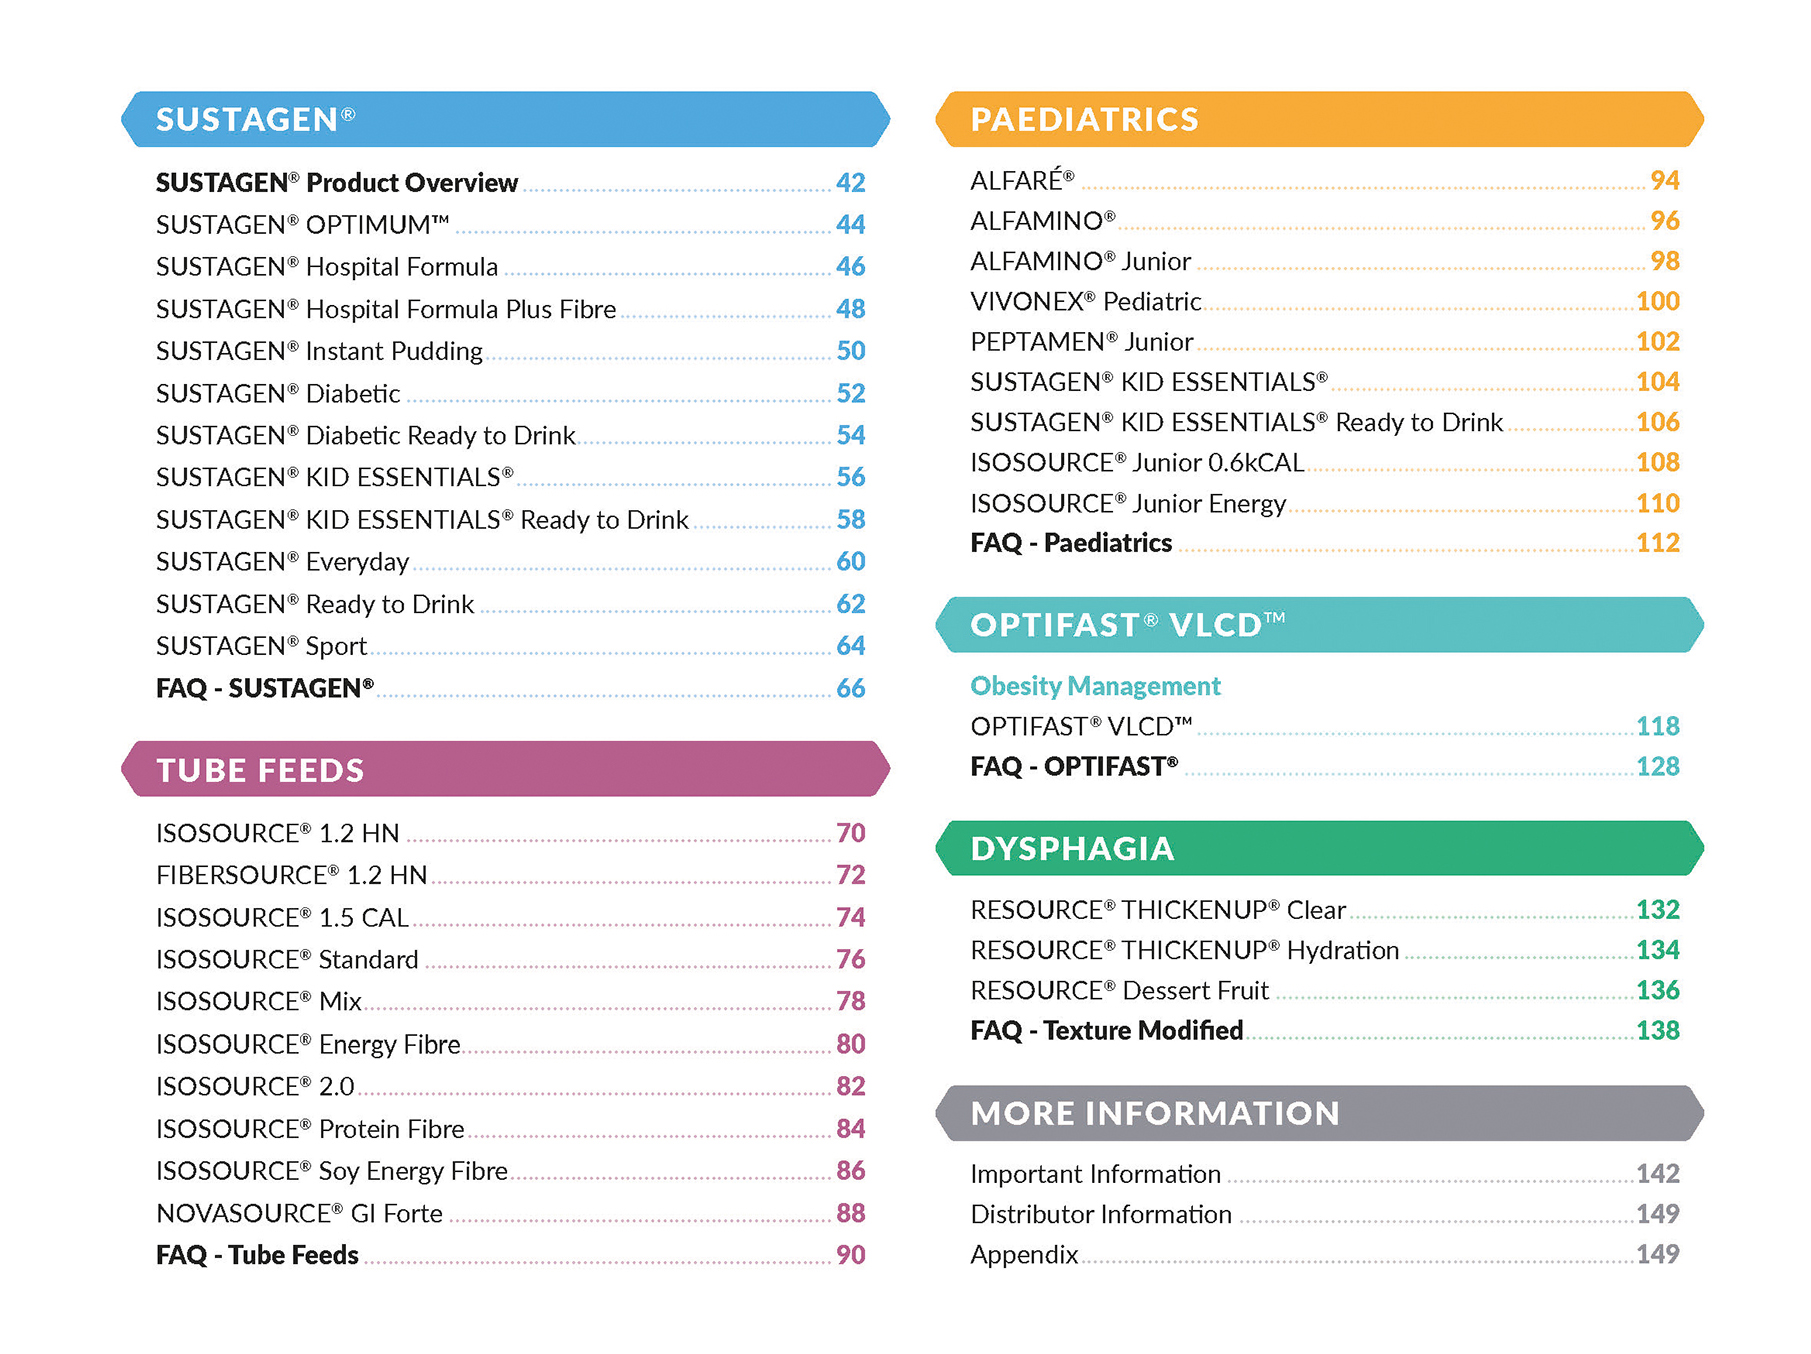 SUSTAGEN®
SUSTAGEN® Product Overview 42
SUSTAGEN® OPTIMUM™ 44
SUSTAGEN® Hospital Formula 46
SUSTAGEN® Hospital Formula Plus Fibre 48
SUSTAGEN® Instant Pudding 50
SUSTAGEN® Diabetic 52
SUSTAGEN® Diabetic Ready to Drink 54
SUSTAGEN® KID ESSENTIALS® 56
SUSTAGEN® KID ESSENTIALS® Ready to Drink 58
SUSTAGEN® Everyday 60
SUSTAGEN® Ready to Drink 62
SUSTAGEN® Sport 64
FAQ - SUSTAGEN® 66
TUBE FEEDS
ISOSOURCE® 1.2 HN 70
FIBERSOURCE® 1.2 HN 72
ISOSOURCE® 1.5 CAL 74
ISOSOURCE® Standard 76
ISOSOURCE® Mix 78
ISOSOURCE® Energy Fibre 80
ISOSOURCE® 2.0 82
ISOSOURCE® Protein Fibre 84
ISOSOURCE® Soy Energy Fibre 86
NOVASOURCE® GI Forte 88
FAQ - Tube Feeds 90
PAEDIATRICS
ALFARÉ® 94
ALFAMINO® 96
ALFAMINO® Junior 98
VIVONEX® Pediatric 100
PEPTAMEN® Junior 102
SUSTAGEN® KID ESSENTIALS® 104
SUSTAGEN® KID ESSENTIALS® Ready to Drink 106
ISOSOURCE® Junior 0.6kCAL 108
ISOSOURCE® Junior Energy 110
FAQ - Paediatrics 112
OPTIFAST® VLCD™
Obesity Management
OPTIFAST® VLCD™ 118
FAQ - OPTIFAST® 128
DYSPHAGIA
RESOURCE® THICKENUP® Clear 132
RESOURCE® THICKENUP® Hydration 134
RESOURCE® Dessert Fruit 136
FAQ - Texture Modified 138
MORE INFORMATION
Important Information 142
Distributor Information 149
Appendix 149